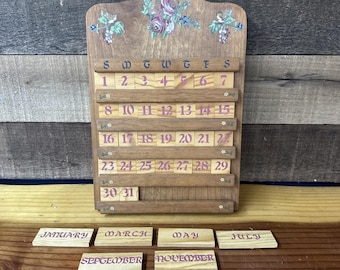 S M T W T F S
1 2 3 4 5 6 7
8 9 10 11 12 13 14 15
16 17 18 19 20 21 22
23 24 25 26 27 28 29
30 31
JANUARY MARCH MAY JULY
SEPTEMBER NOVEMBER